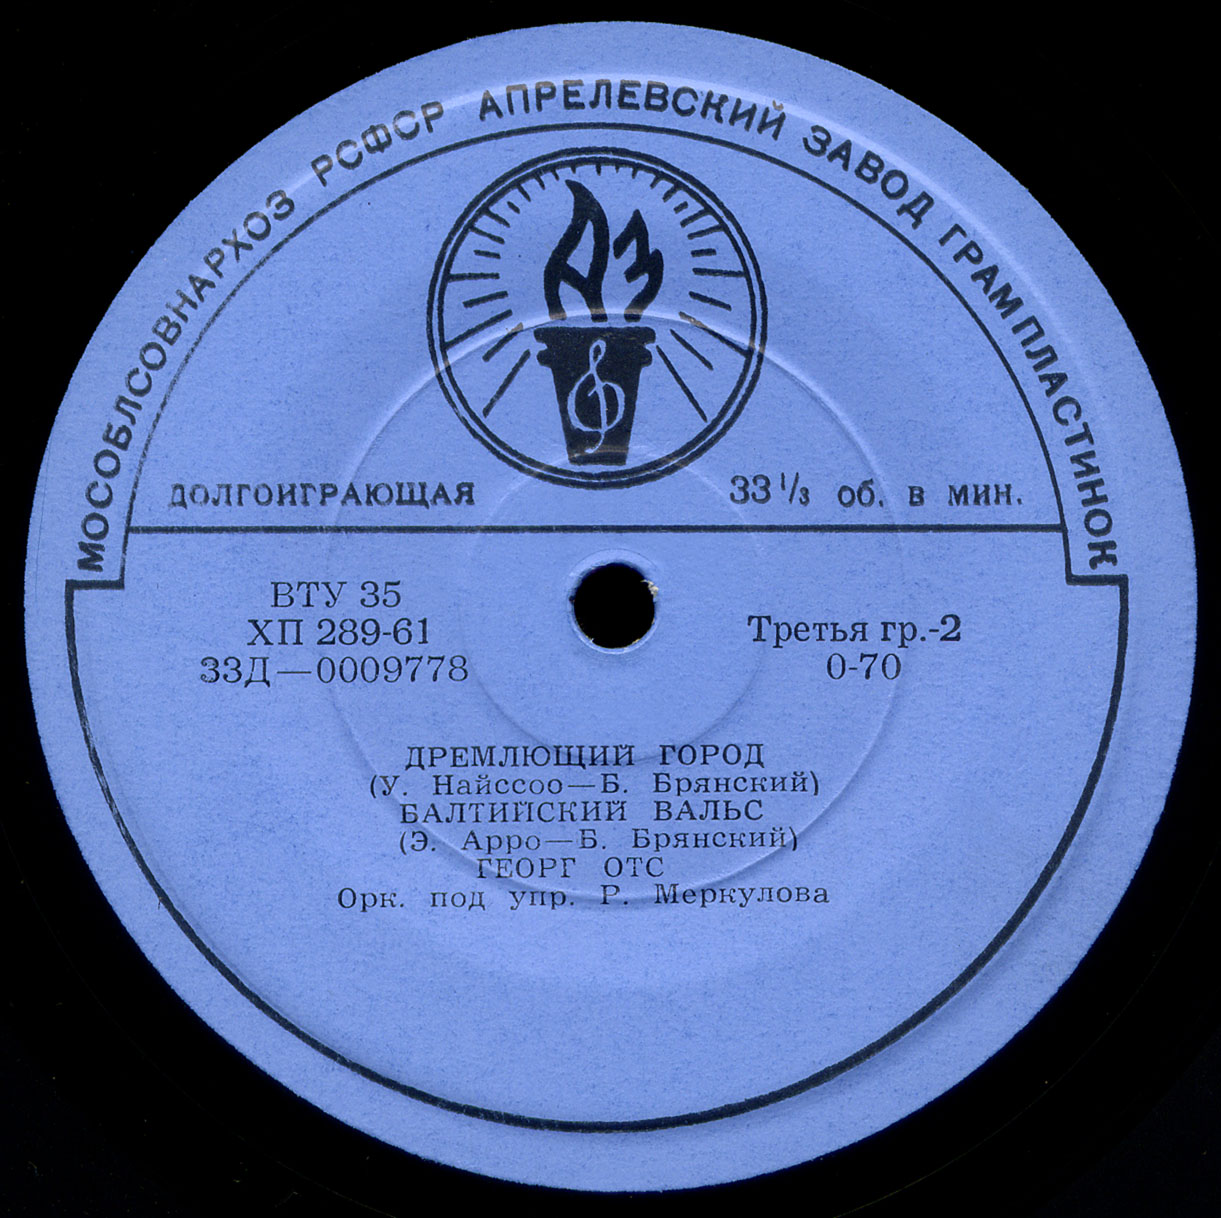 МОСОБЛСОВНАРХОЗ РСФСР АПРЕЛЕВСКИЙ ЗАВОД ГРАМПЛАСТИНОК
АЗ
ДОЛГОИГРАЮЩАЯ 33 1/3 об. в мин.
ВТУ 35
ХП 289-61 Третья гр.-2
33Д—0009778 0-70
ДРЕМЛЮЩИЙ ГОРОД
(У. Найссоо—Б. Брянский)
БАЛТИЙСКИЙ ВАЛЬС
(Э. Арро—Б. Брянский)
ГЕОРГ ОТС
Орк. под упр. Р. Меркулова